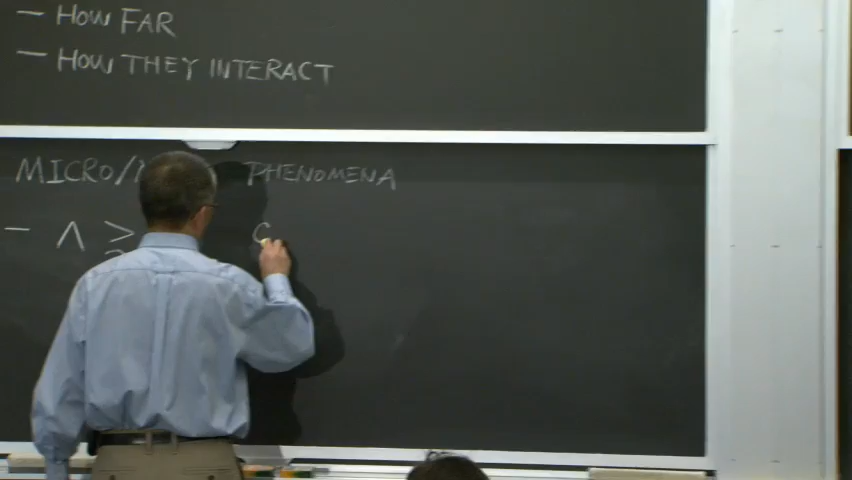 — HOW FAR
— HOW THEY INTERACT
MICRO/ PHENOMENA
— Λ ≥ C